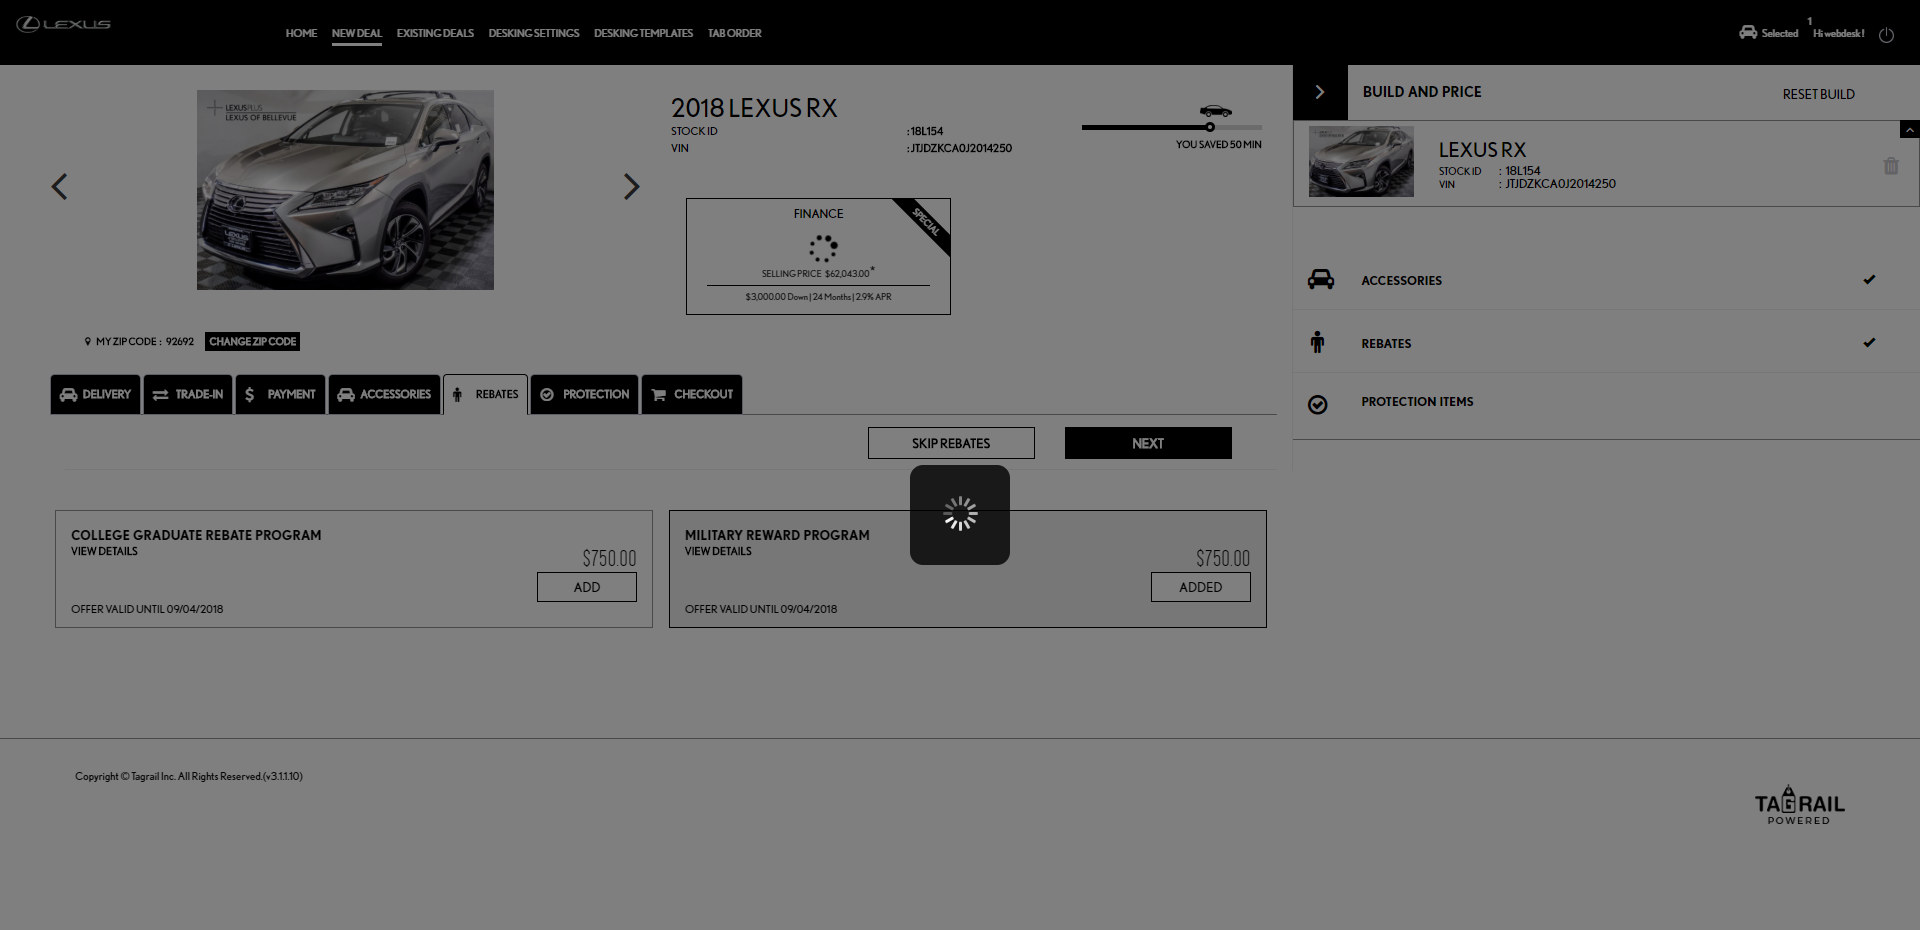 LEXUS
HOME NEW DEAL EXISTING DEALS DESKING SETTINGS DESKING TEMPLATES TAB ORDER
Selected 1 Hi webdesk !
LEXUSPLUS
LEXUS OF BELLEVUE
2018 LEXUS RX
STOCK ID : 18L154
VIN : JTJDZKCA0J2014250
YOU SAVED 50 MIN
FINANCE
SPECIAL
SELLING PRICE $62,043.00*
$3,000.00 Down | 24 Months | 2.9% APR
MY ZIP CODE : 92692 CHANGE ZIP CODE
DELIVERY TRADE-IN $ PAYMENT ACCESSORIES REBATES PROTECTION CHECKOUT
SKIP REBATES NEXT
COLLEGE GRADUATE REBATE PROGRAM
VIEW DETAILS
$750.00
ADD
OFFER VALID UNTIL 09/04/2018
MILITARY REWARD PROGRAM
VIEW DETAILS
$750.00
ADDED
OFFER VALID UNTIL 09/04/2018
BUILD AND PRICE RESET BUILD
LEXUS RX
STOCK ID : 18L154
VIN : JTJDZKCA0J2014250
ACCESSORIES
REBATES
PROTECTION ITEMS
Copyright © Tagrail Inc. All Rights Reserved.(v3.1.1.10)
TAGRAIL
POWERED